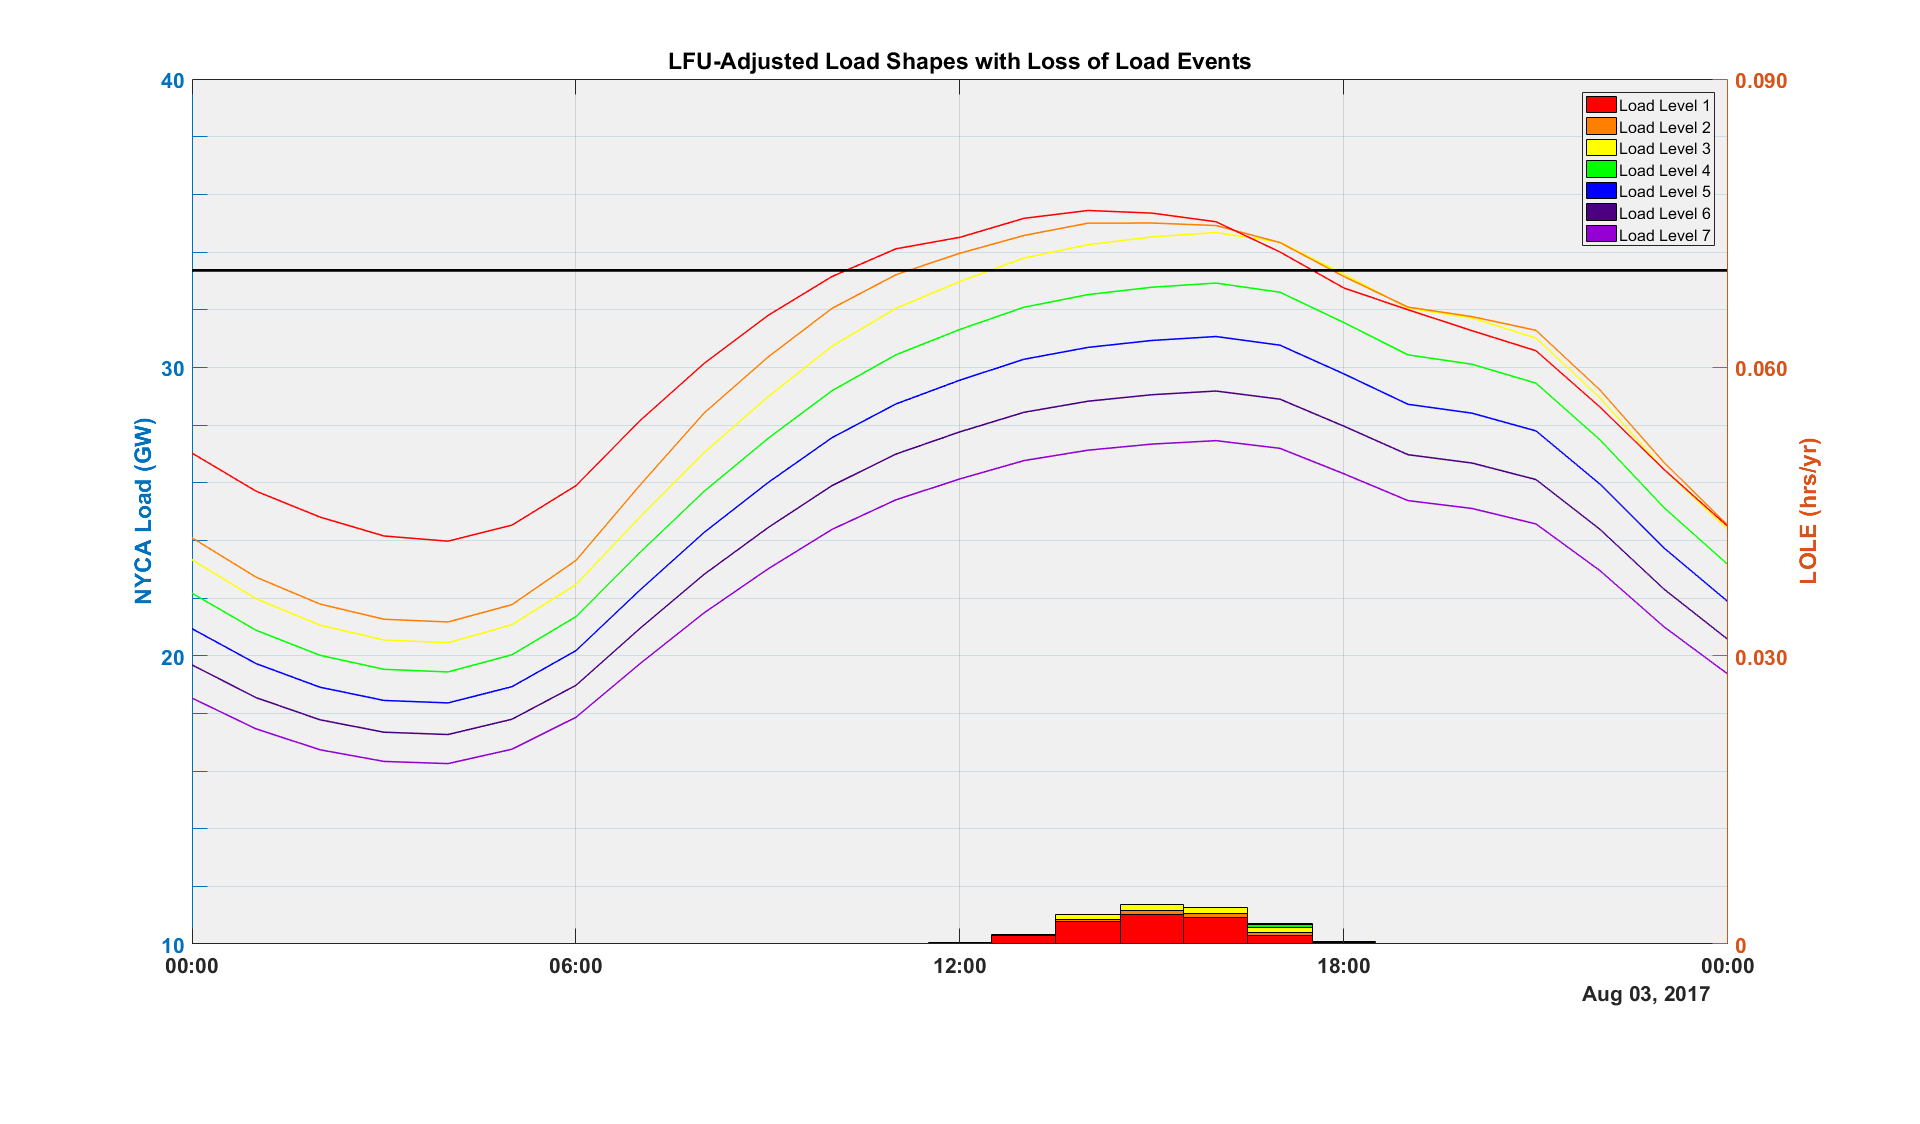 LFU-Adjusted Load Shapes with Loss of Load Events
40
30
20
10
NYCA Load (GW)
0.090
0.060
0.030
0
LOLE (hrs/yr)
Load Level 1
Load Level 2
Load Level 3
Load Level 4
Load Level 5
Load Level 6
Load Level 7
00:00 06:00 12:00 18:00 00:00
Aug 03, 2017